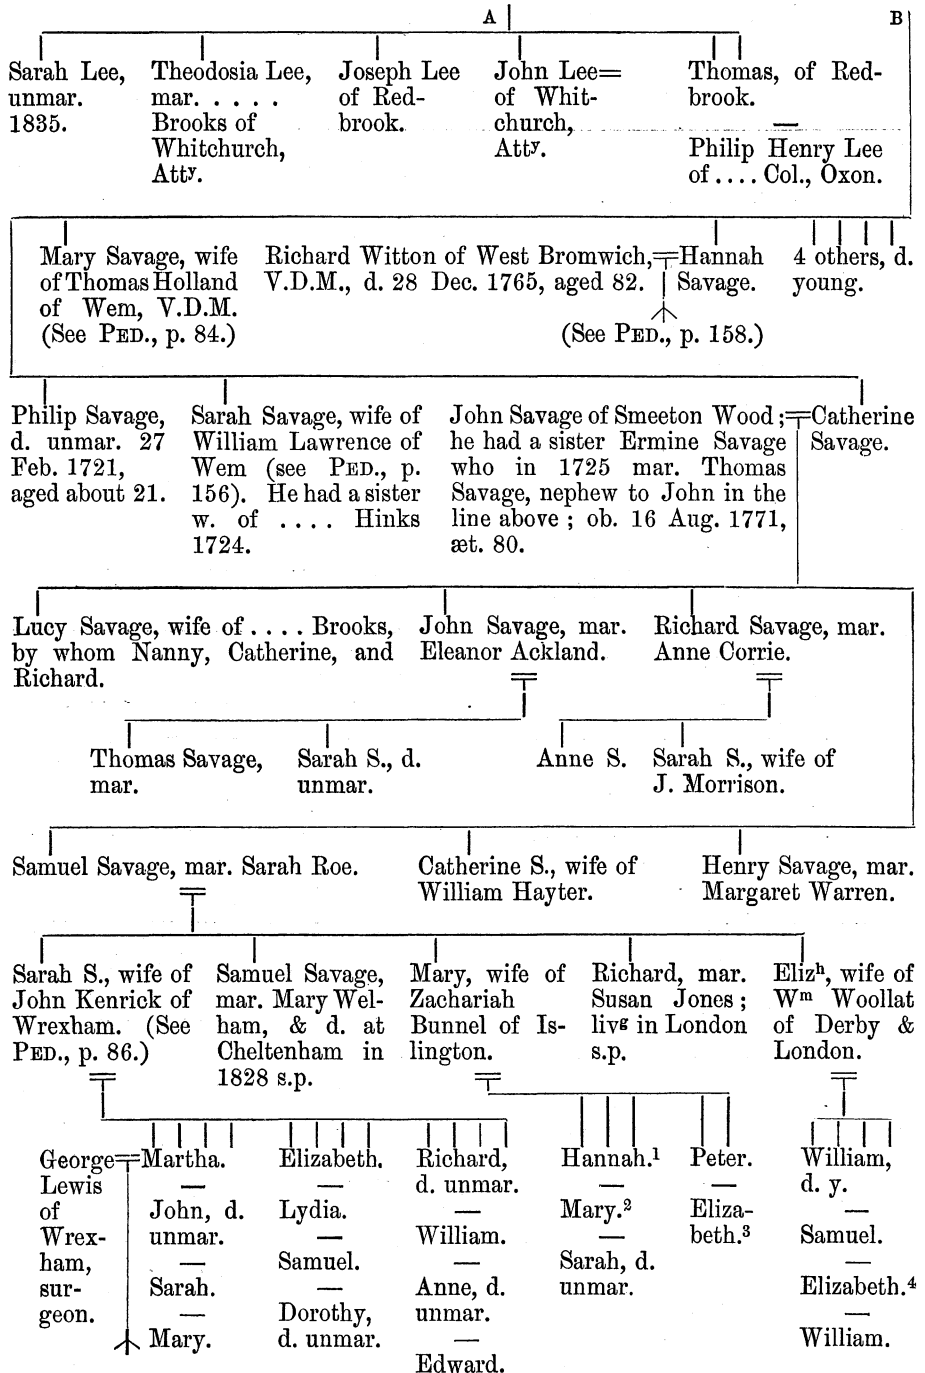 A
B
Sarah Lee,
unmar.
1835.
Theodosia Lee,
mar. . . . . .
Brooks of
Whitchurch,
Attʸ.
Joseph Lee
of Red-
brook.
John Lee=
of Whit-
church,
Attʸ.
Thomas, of Red-
brook.
—
Philip Henry Lee
of .... Col., Oxon.
Mary Savage, wife
of Thomas Holland
of Wem, V.D.M.
(See PED., p. 84.)
Richard Witton of West Bromwich,=Hannah
V.D.M., d. 28 Dec. 1765, aged 82. Savage.
(See PED., p. 158.)
4 others, d.
young.
Philip Savage,
d. unmar. 27
Feb. 1721,
aged about 21.
Sarah Savage, wife of
William Lawrence of
Wem (see PED., p.
156). He had a sister
w. of .... Hinks
1724.
John Savage of Smeeton Wood;=Catherine
he had a sister Ermine Savage Savage.
who in 1725 mar. Thomas
Savage, nephew to John in the
line above; ob. 16 Aug. 1771,
æt. 80.
Lucy Savage, wife of .... Brooks,
by whom Nanny, Catherine, and
Richard.
John Savage, mar.
Eleanor Ackland.
Richard Savage, mar.
Anne Corrie.
Thomas Savage,
mar.
Sarah S., d.
unmar.
Anne S.
Sarah S., wife of
J. Morrison.
Samuel Savage, mar. Sarah Roe.
Catherine S., wife of
William Hayter.
Henry Savage, mar.
Margaret Warren.
Sarah S., wife of
John Kenrick of
Wrexham. (See
PED., p. 86.)
Samuel Savage,
mar. Mary Wel-
ham, & d. at
Cheltenham in
1828 s.p.
Mary, wife of
Zachariah
Bunnel of Is-
lington.
Richard, mar.
Susan Jones;
livᵍ in London
s.p.
Elizʰ, wife of
Wᵐ Woollat
of Derby &
London.
George=Martha.
Lewis
of
Wrex-
ham,
sur-
geon.
—
John, d.
unmar.
—
Sarah.
—
Mary.
Elizabeth.
—
Lydia.
—
Samuel.
—
Dorothy,
d. unmar.
Richard,
d. unmar.
—
William.
—
Anne, d.
unmar.
—
Edward.
Hannah.¹
—
Mary.²
—
Sarah, d.
unmar.
Peter.
—
Eliza-
beth.³
William,
d. y.
—
Samuel.
—
Elizabeth.⁴
—
William.